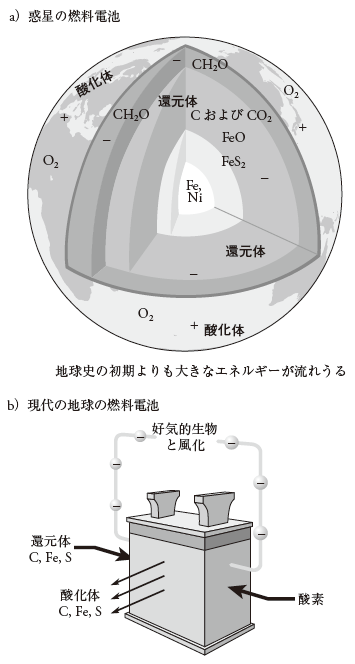 a）惑星の燃料電池
酸化体
−
CH2O
還元体
O2
+
CH2O
C および CO2
+
FeO
O2
−
FeS2
−
Fe,
Ni
還元体
−
O2
+ 酸化体
地球史の初期よりも大きなエネルギーが流れうる
b）現代の地球の燃料電池
好気的生物
と風化
−
−
−
−
−
−
還元体
C, Fe, S
酸化体
C, Fe, S
酸素